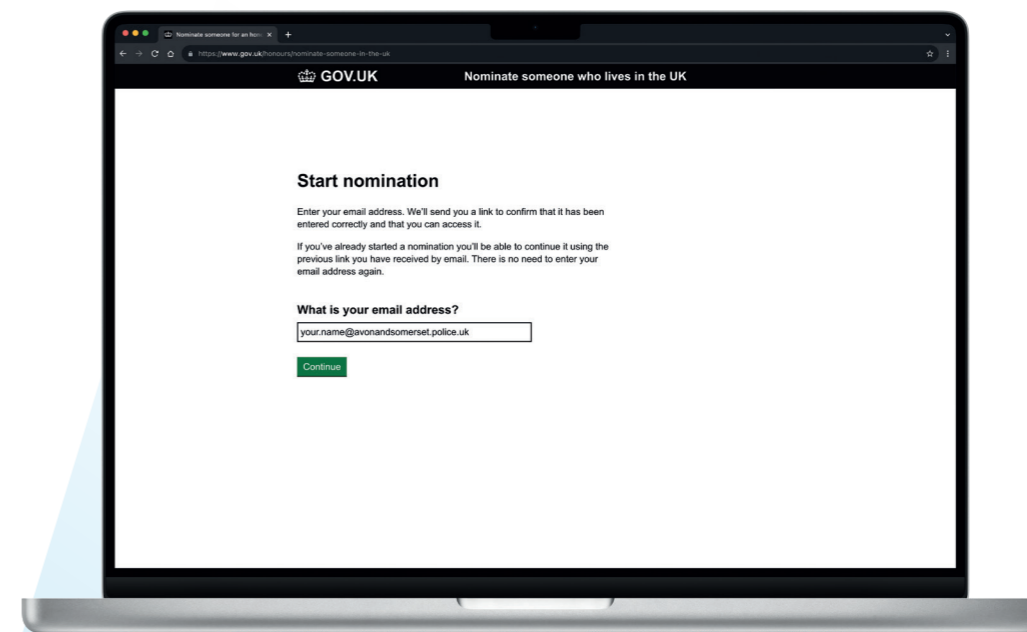 Nominate someone for an hono
https://www.gov.uk/honours/nominate-someone-in-the-uk
GOV.UK Nominate someone who lives in the UK
Start nomination
Enter your email address. We'll send you a link to confirm that it has been
entered correctly and that you can access it.
If you've already started a nomination you'll be able to continue it using the
previous link you have received by email. There is no need to enter your
email address again.
What is your email address?
your.name@avonandsomerset.police.uk
Continue